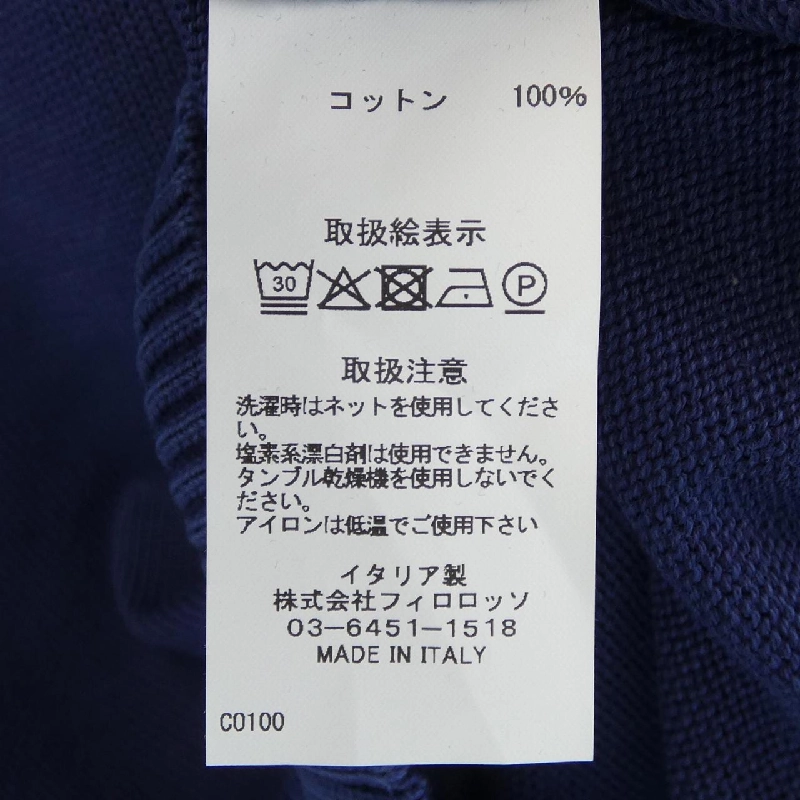 コットン 100%
取扱絵表示
30 P
取扱注意
洗濯時はネットを使用してくださ
い。
塩素系漂白剤は使用できません。
タンブル乾燥機を使用しないでく
ださい。
アイロンは低温でご使用下さい
イタリア製
株式会社フィロロッソ
03-6451-1518
MADE IN ITALY
C0100